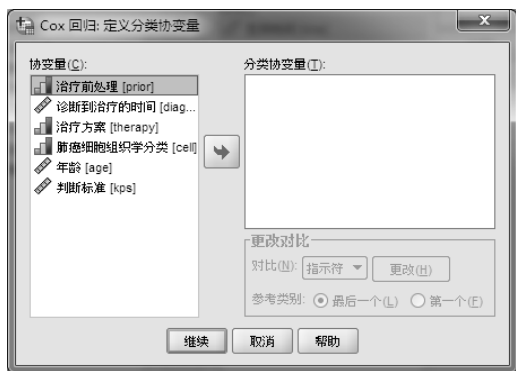 Cox 回归: 定义分类协变量
协变量(C):
治疗前处理 [prior]
诊断到治疗的时间 [diag...
治疗方案 [therapy]
肺癌细胞组织学分类 [cell]
年龄 [age]
判断标准 [kps]
分类协变量(T):
更改对比
对比(N): 指示符 更改(H)
参考类别: 最后一个(L) 第一个(F)
继续 取消 帮助